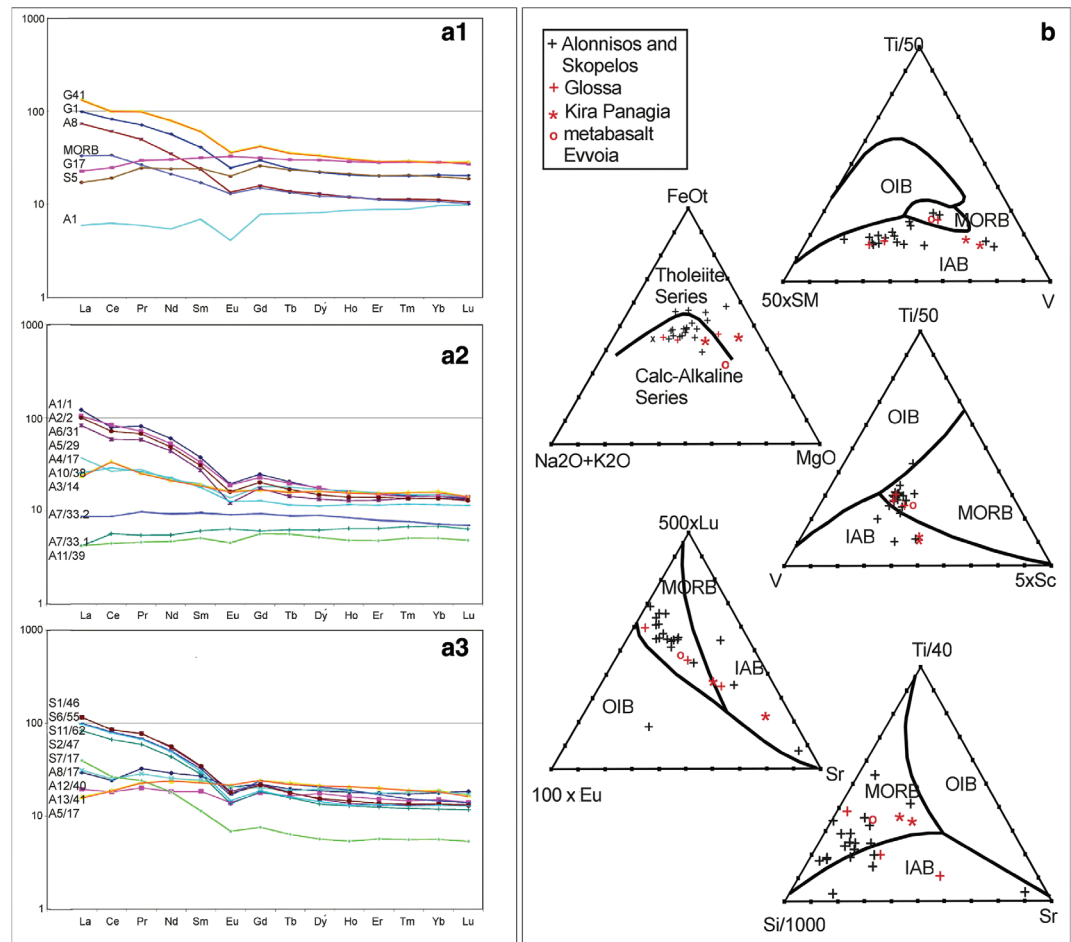 a1
1000
100
10
1
G41
G1
A8
MORB
G17
S5
A1
La Ce Pr Nd Sm Eu Gd Tb Dý Ho Er Tm Yb Lu
a2
1000
100
10
1
A1/1
A2/2
A6/31
A5/29
A4/17
A10/38
A3/14
A7/33.2
A7/33.1
A11/39
La Ce Pr Nd Sm Eu Gd Tb Dý Ho Er Tm Yb Lu
a3
1000
100
10
1
S1/46
S6/55
S11/62
S2/47
S7/17
A8/17
A12/40
A13/41
A5/17
La Ce Pr Nd Sm Eu Gd Tb Dý Ho Er Tm Yb Lu
b
+ Alonnisos and
Skopelos
+ Glossa
* Kira Panagia
o metabasalt
Evvoia
Ti/50
OIB
MORB
IAB
50xSM
V
FeOt
Tholeiite
Series
Calc-Alkaline
Series
Na2O+K2O
MgO
Ti/50
OIB
MORB
IAB
V
5xSc
500xLu
MORB
IAB
OIB
100 x Eu
Sr
Ti/40
MORB
OIB
IAB
Si/1000
Sr